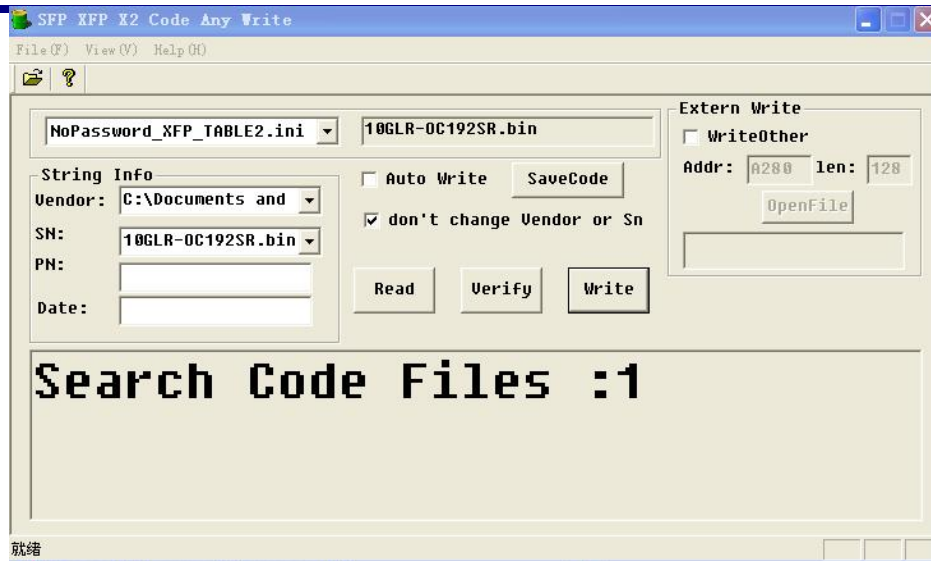 SFP XFP X2 Code Any Write
File(F) View(V) Help(H)
NoPassword_XFP_TABLE2.ini
10GLR-OC192SR.bin
Extern Write
WriteOther
Addr: A280 len: 128
OpenFile
String Info
Vendor: C:\Documents and
SN: 10GLR-OC192SR.bin
PN:
Date:
Auto Write
SaveCode
don't change Vendor or Sn
Read
Verify
Write
Search Code Files :1
就绪